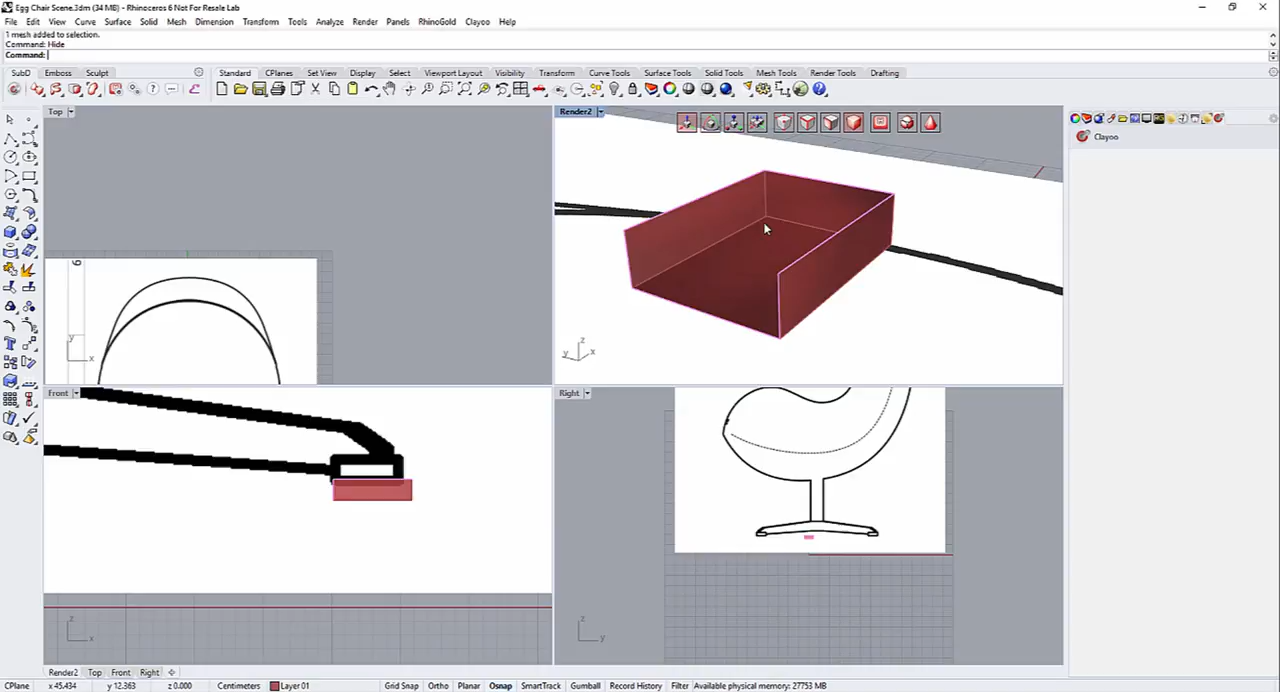 Egg Chair Scene.3dm (34 MB) - Rhinoceros 6 Not For Resale Lab
File Edit View Curve Surface Solid Mesh Dimension Transform Tools Analyze Render Panels RhinoGold Clayoo Help
1 mesh added to selection.
Command: Hide
Command:
SubD Emboss Sculpt Standard CPlanes Set View Display Select Viewport Layout Visibility Transform Curve Tools Surface Tools Solid Tools Mesh Tools Render Tools Drafting
Top Render2
Clayoo
6
y
x
z
y x
Front Right
z
x
z
y
Render2 Top Front Right
CPlane x 45.434 y 12.363 z 0.000 Centimeters Layer 01 Grid Snap Ortho Planar Osnap SmartTrack Gumball Record History Filter Available physical memory: 27753 MB